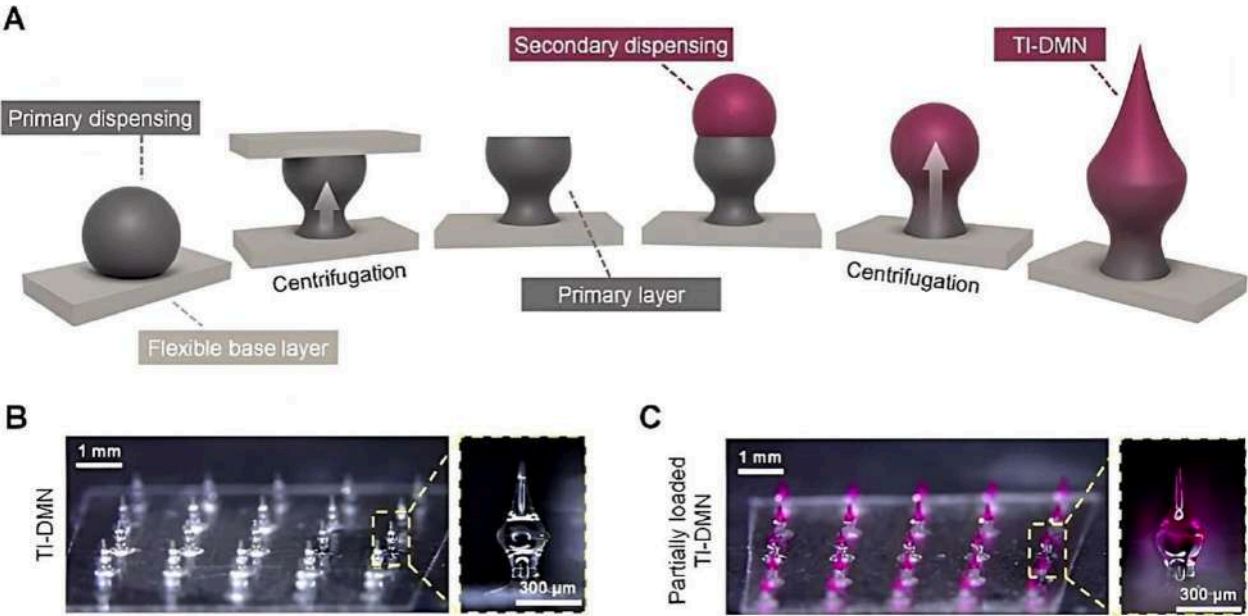 A
Primary dispensing
Centrifugation
Flexible base layer
Primary layer
Secondary dispensing
Centrifugation
TI-DMN
B
TI-DMN
1 mm
300 µm
C
Partially loaded
TI-DMN
1 mm
300 µm